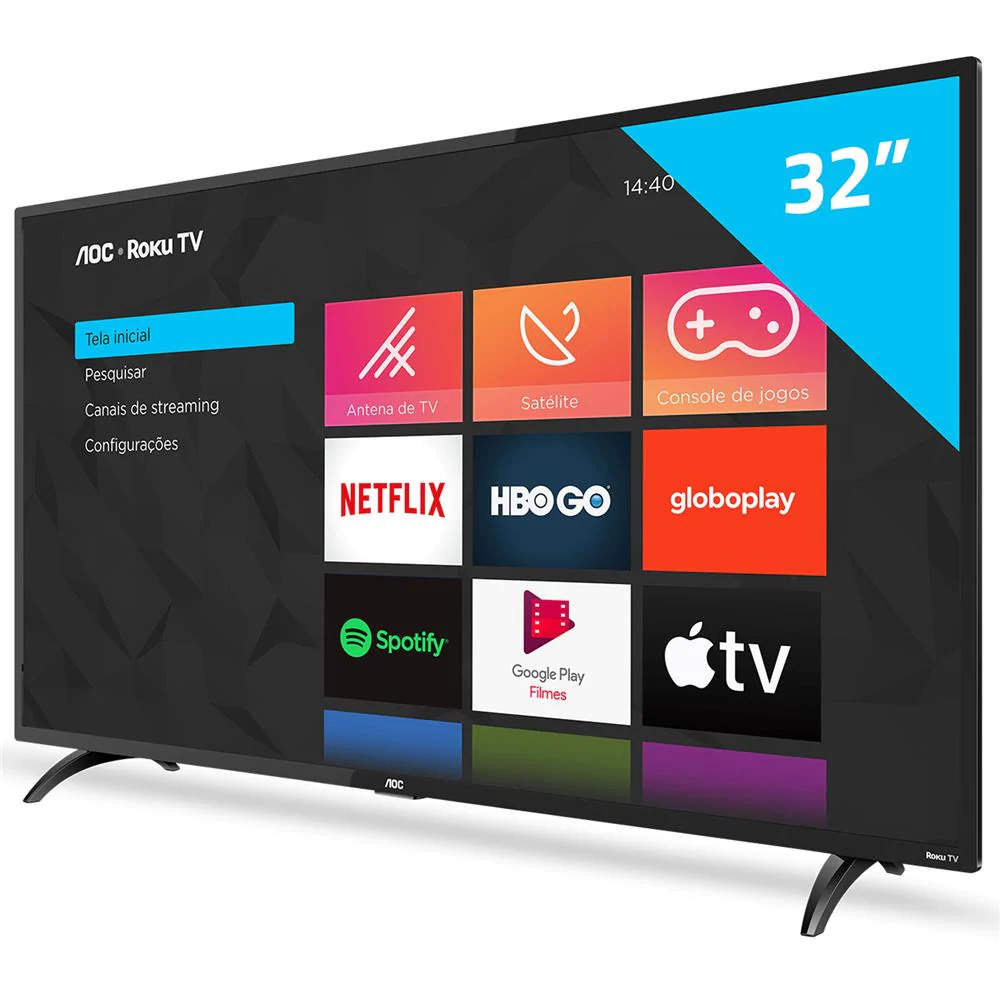 32"
14:40
AOC • Roku TV
Tela inicial
Pesquisar
Canais de streaming
Configurações
Antena de TV
Satélite
Console de jogos
NETFLIX
HBO GO
globoplay
Spotify
Google Play
Filmes
tv
AOC
Roku TV